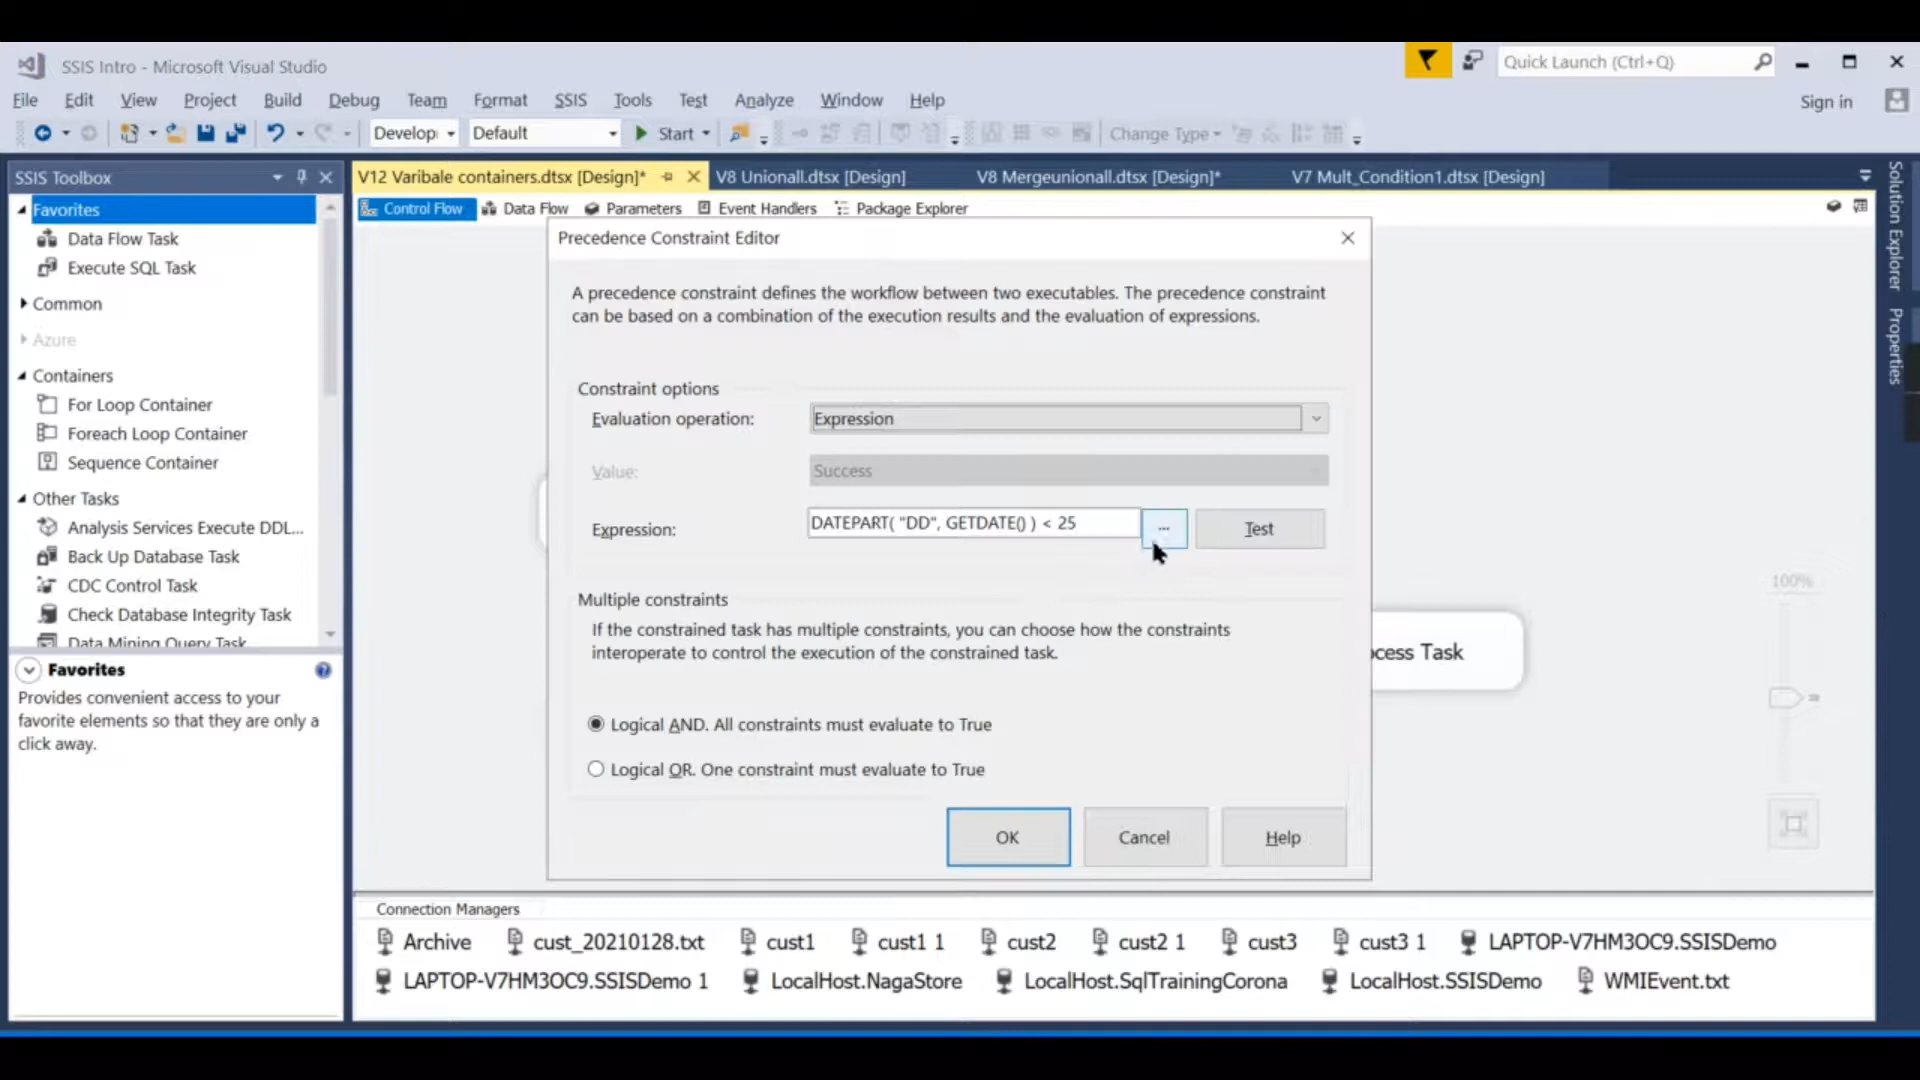 SSIS Intro - Microsoft Visual Studio
Quick Launch (Ctrl+Q)
File Edit View Project Build Debug Team Format SSIS Tools Test Analyze Window Help
Sign in
Develop Default Start Change Type
SSIS Toolbox
V12 Varibale containers.dtsx [Design]* V8 Unionall.dtsx [Design] V8 Mergeunionall.dtsx [Design]* V7 Mult_Condition1.dtsx [Design]
Control Flow Data Flow Parameters Event Handlers Package Explorer
Favorites
Data Flow Task
Execute SQL Task
Common
Azure
Containers
For Loop Container
Foreach Loop Container
Sequence Container
Other Tasks
Analysis Services Execute DDL...
Back Up Database Task
CDC Control Task
Check Database Integrity Task
Data Mining Query Task
Favorites
Provides convenient access to your
favorite elements so that they are only a
click away.
Precedence Constraint Editor
A precedence constraint defines the workflow between two executables. The precedence constraint
can be based on a combination of the execution results and the evaluation of expressions.
Constraint options
Evaluation operation: Expression
Value: Success
Expression: DATEPART( "DD", GETDATE() ) < 25 ... Test
Multiple constraints
If the constrained task has multiple constraints, you can choose how the constraints
interoperate to control the execution of the constrained task.
Logical AND. All constraints must evaluate to True
Logical OR. One constraint must evaluate to True
OK Cancel Help
cess Task
100%
Solution Explorer
Properties
Connection Managers
Archive cust_20210128.txt cust1 cust1 1 cust2 cust2 1 cust3 cust3 1 LAPTOP-V7HM3OC9.SSISDemo
LAPTOP-V7HM3OC9.SSISDemo 1 LocalHost.NagaStore LocalHost.SqlTrainingCorona LocalHost.SSISDemo WMIEvent.txt